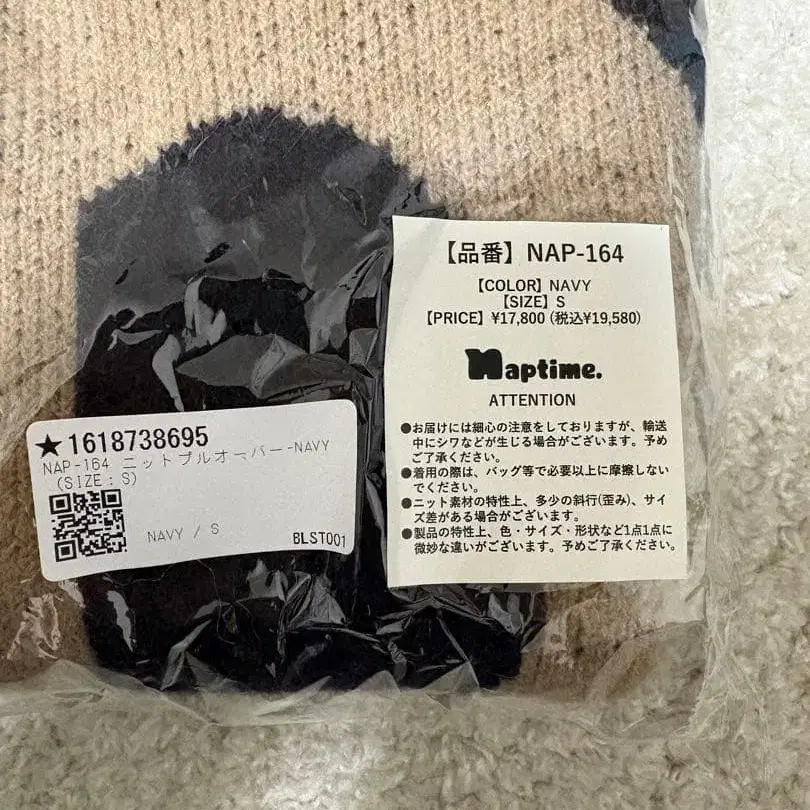 ★1618738695
NAP-164 ニットプルオーバー-NAVY
(SIZE:S)
NAVY / S
BLST001
【品番】NAP-164
【COLOR】NAVY
【SIZE】S
【PRICE】¥17,800(税込¥19,580)
Naptime.
ATTENTION
●お届けには細心の注意をしておりますが、輸送
中にシワなどが生じる場合がございます。予め
ご了承ください。
●着用の際は、バッグ等で必要以上に摩擦しない
でください。
●ニット素材の特性上、多少の斜行(歪み)、サイ
ズ差がある場合がございます。
●製品の特性上、色・サイズ・形状など1点1点に
微妙な違いがございます。予めご了承ください。